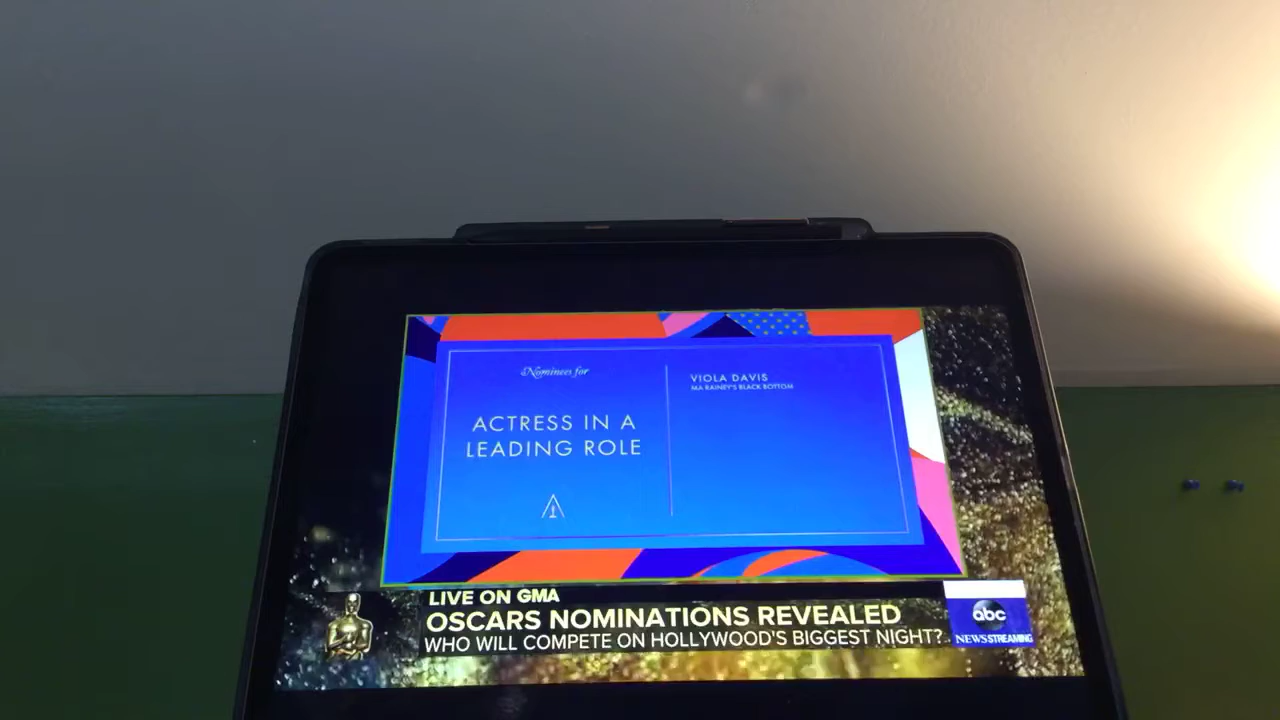 Nominees for
ACTRESS IN A
LEADING ROLE
VIOLA DAVIS
MA RAINEY'S BLACK BOTTOM
LIVE ON GMA
OSCARS NOMINATIONS REVEALED
WHO WILL COMPETE ON HOLLYWOOD'S BIGGEST NIGHT?
abc
NEWS STREAMING